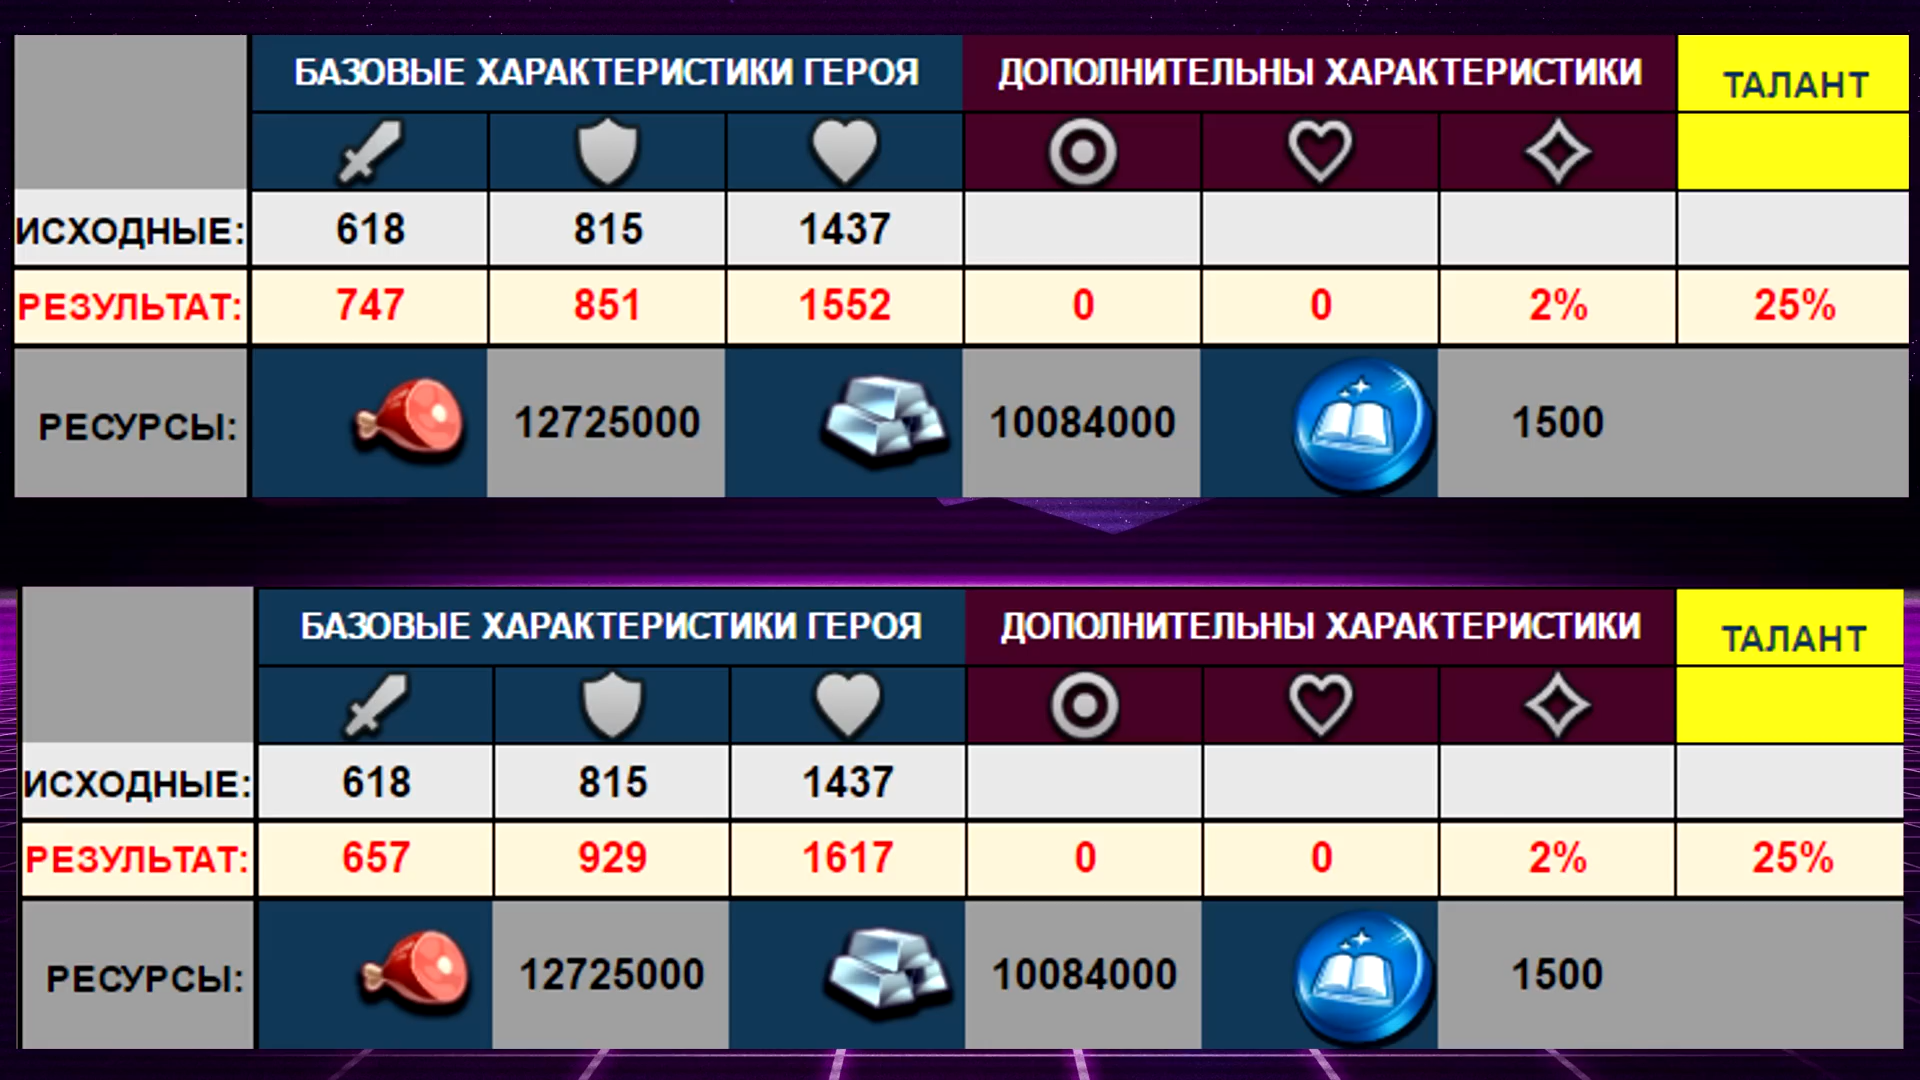 БАЗОВЫЕ ХАРАКТЕРИСТИКИ ГЕРОЯ ДОПОЛНИТЕЛЬНЫ ХАРАКТЕРИСТИКИ ТАЛАНТ
ИСХОДНЫЕ: 618 815 1437
РЕЗУЛЬТАТ: 747 851 1552 0 0 2% 25%
РЕСУРСЫ: 12725000 10084000 1500
БАЗОВЫЕ ХАРАКТЕРИСТИКИ ГЕРОЯ ДОПОЛНИТЕЛЬНЫ ХАРАКТЕРИСТИКИ ТАЛАНТ
ИСХОДНЫЕ: 618 815 1437
РЕЗУЛЬТАТ: 657 929 1617 0 0 2% 25%
РЕСУРСЫ: 12725000 10084000 1500